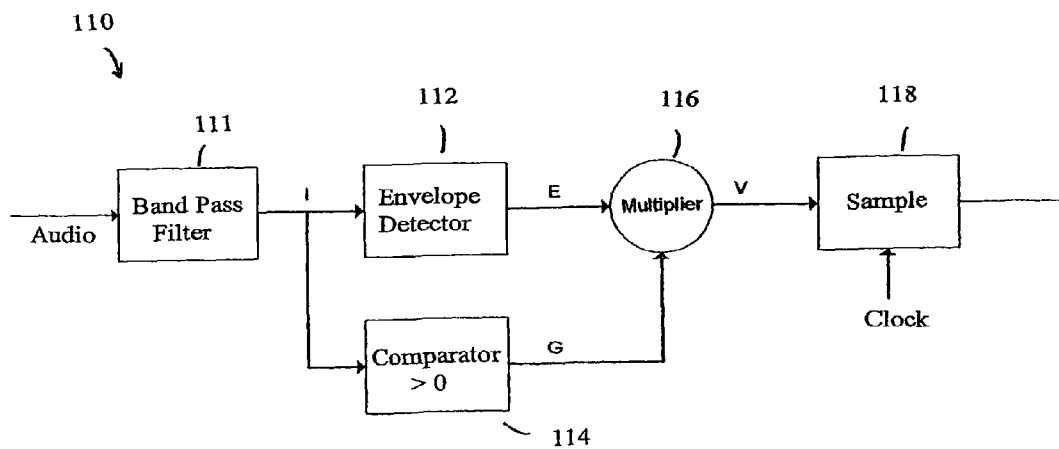 110
111
112
116
118
I
E
V
Band Pass
Filter
Envelope
Detector
Multiplier
Sample
Audio
Clock
G
Comparator
> 0
114